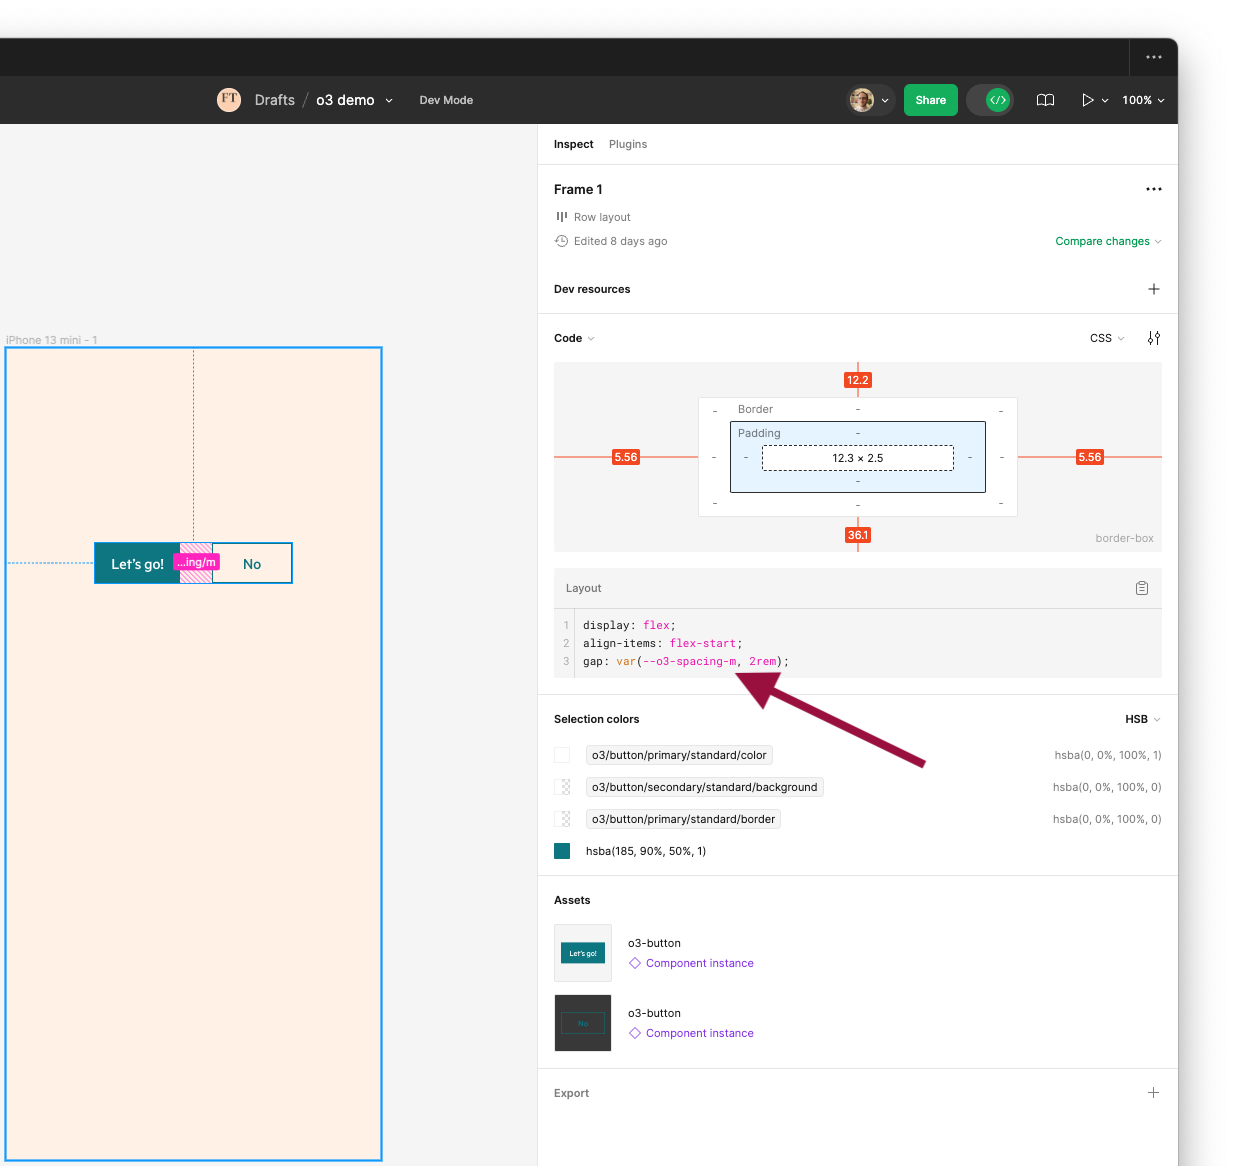 FT Drafts / o3 demo Dev Mode Share </> 100%
Inspect Plugins
Frame 1
Row layout
Edited 8 days ago Compare changes
Dev resources
iPhone 13 mini - 1
Let's go! ...ing/m No
Code CSS
12.2
Border -
- -
Padding -
5.56 - - 12.3 × 2.5 - - 5.56
-
- - -
36.1
border-box
Layout
1 display: flex;
2 align-items: flex-start;
3 gap: var(--o3-spacing-m, 2rem);
Selection colors HSB
o3/button/primary/standard/color hsba(0, 0%, 100%, 1)
o3/button/secondary/standard/background hsba(0, 0%, 100%, 0)
o3/button/primary/standard/border hsba(0, 0%, 100%, 0)
hsba(185, 90%, 50%, 1)
Assets
Let's go!
o3-button
Component instance
No
o3-button
Component instance
Export